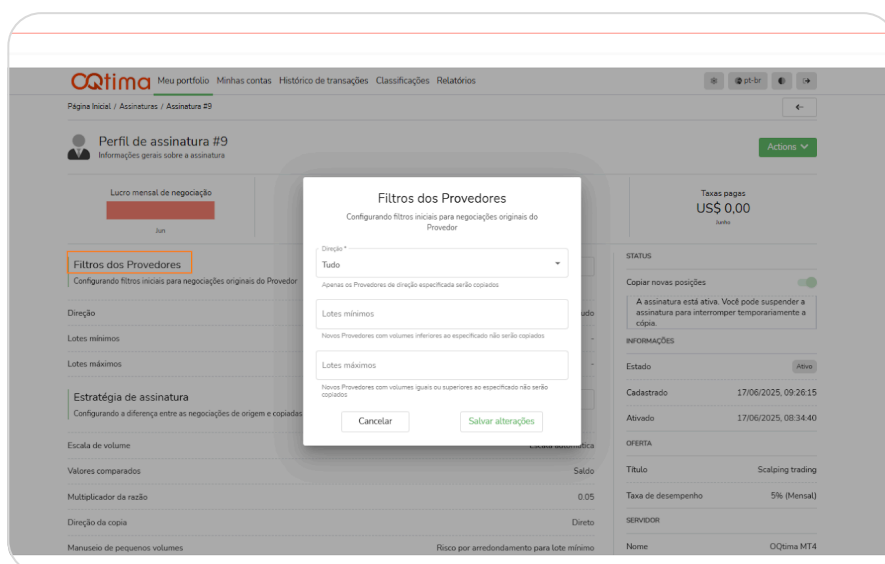 OQtima Meu portfolio Minhas contas Histórico de transações Classificações Relatórios pt-br
Página Inicial / Assinaturas / Assinatura #9
Perfil de assinatura #9
Informações gerais sobre a assinatura
Actions
Lucro mensal de negociação
Jun
Taxas pagas
US$ 0,00
Junho
Filtros dos Provedores
Configurando filtros iniciais para negociações originais do Provedor
Direção
udo
Lotes mínimos
-
Lotes máximos
-
Estratégia de assinatura
Configurando a diferença entre as negociações de origem e copiadas
Escala de volume
Valores comparados
Saldo
Multiplicador da razão
0.05
Direção da copia
Direto
Manuseio de pequenos volumes
Risco por arredondamento para lote mínimo
Filtros dos Provedores
Configurando filtros iniciais para negociações originais do
Provedor
Direção *
Tudo
Apenas os Provedores de direção especificada serão copiados
Lotes mínimos
Novos Provedores com volumes inferiores ao especificado não serão copiados
Lotes máximos
Novos Provedores com volumes iguais ou superiores ao especificado não serão
copiados
Cancelar
Salvar alterações
STATUS
Copiar novas posições
A assinatura está ativa. Você pode suspender a
assinatura para interromper temporariamente a
cópia.
INFORMAÇÕES
Estado
Ativo
Cadastrado
17/06/2025, 09:26:15
Ativado
17/06/2025, 08:34:40
OFERTA
Título
Scalping trading
Taxa de desempenho
5% (Mensal)
SERVIDOR
Nome
OQtima MT4